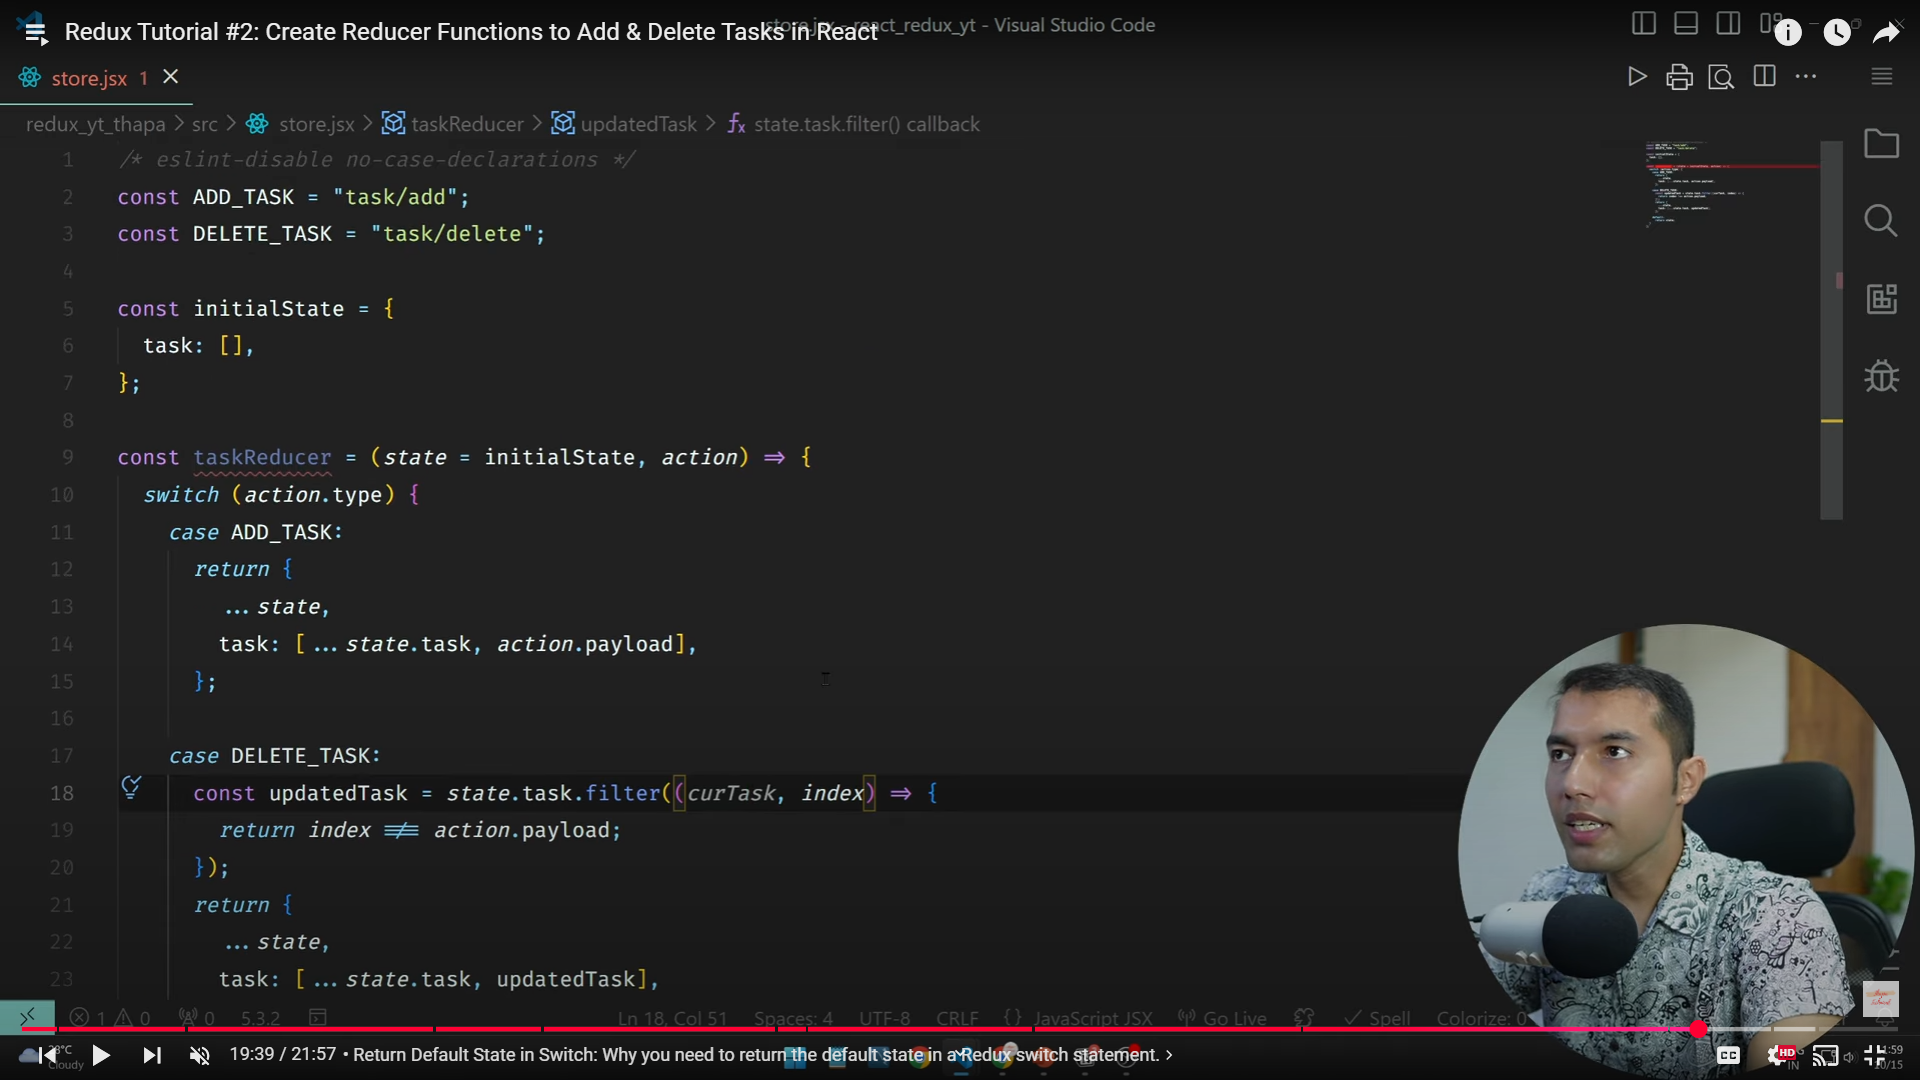 store.jsx - react_redux_yt - Visual Studio Code
Redux Tutorial #2: Create Reducer Functions to Add & Delete Tasks in React
store.jsx 1
redux_yt_thapa > src > store.jsx > taskReducer > updatedTask > state.task.filter() callback
1 /* eslint-disable no-case-declarations */
2 const ADD_TASK = "task/add";
3 const DELETE_TASK = "task/delete";
4
5 const initialState = {
6 task: [],
7 };
8
9 const taskReducer = (state = initialState, action) => {
10 switch (action.type) {
11 case ADD_TASK:
12 return {
13 ...state,
14 task: [...state.task, action.payload],
15 };
16
17 case DELETE_TASK:
18 const updatedTask = state.task.filter((curTask, index) => {
19 return index !== action.payload;
20 });
21 return {
22 ...state,
23 task: [...state.task, updatedTask],
1 0 0 5.3.2 Ln 18, Col 51 Spaces: 4 UTF-8 CRLF {} JavaScript JSX Go Live Spell Colorize: 0
19:39 / 21:57 • Return Default State in Switch: Why you need to return the default state in a Redux switch statement. >
Cloudy
CC
HD
IN